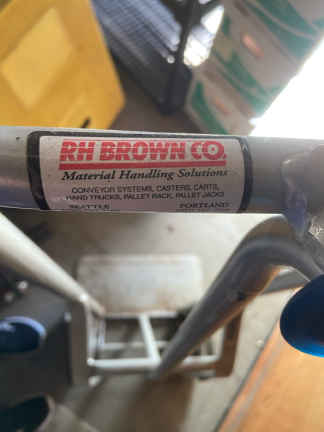 RH BROWN CO.
Material Handling Solutions
CONVEYOR SYSTEMS, CASTERS, CARTS,
HAND TRUCKS, PALLET RACK, PALLET JACKS
SEATTLE PORTLAND